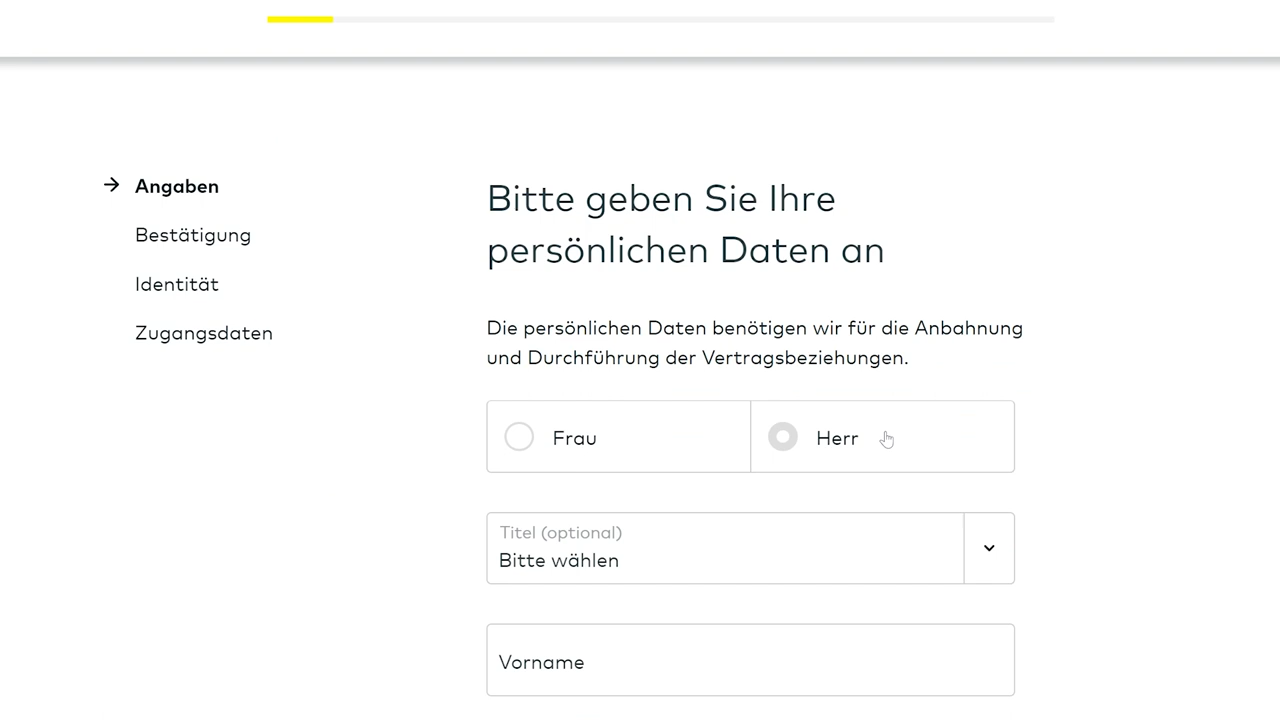 Angaben
Bestätigung
Identität
Zugangsdaten
Bitte geben Sie Ihre
persönlichen Daten an
Die persönlichen Daten benötigen wir für die Anbahnung
und Durchführung der Vertragsbeziehungen.
Frau
Herr
Titel (optional)
Bitte wählen
Vorname